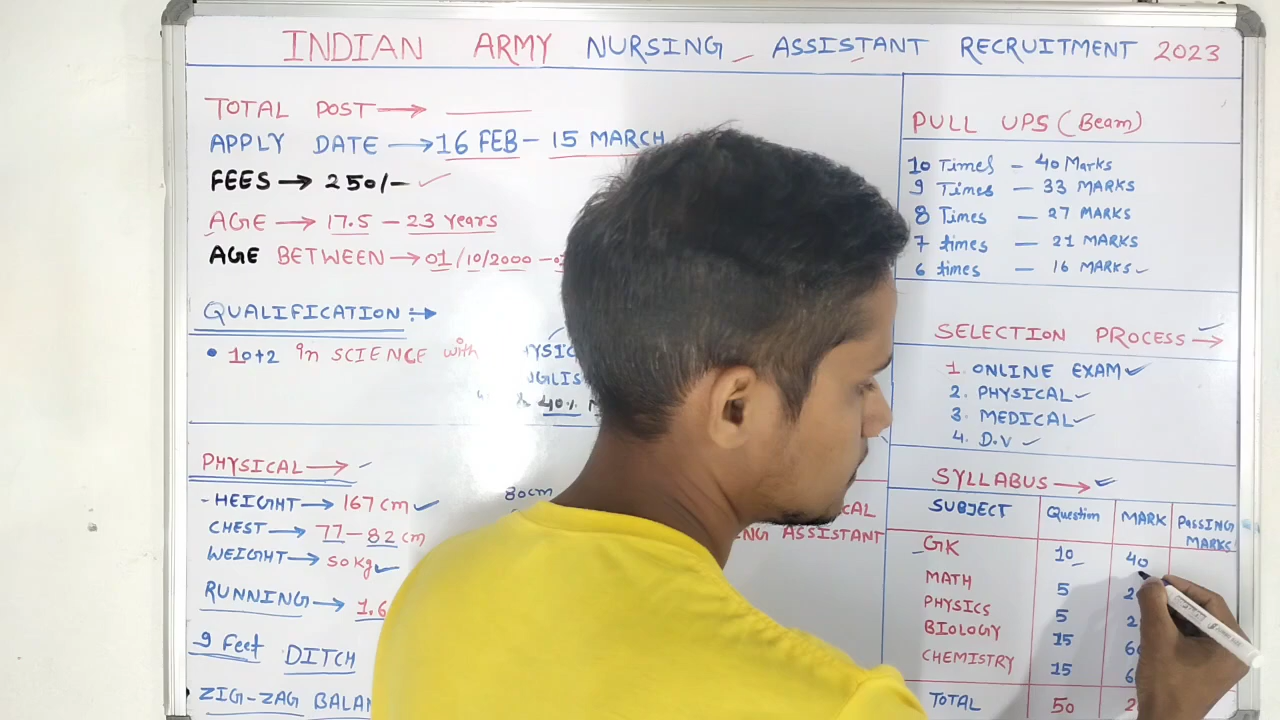 INDIAN ARMY NURSING ASSISTANT RECRUITMENT 2023
TOTAL POST →
APPLY DATE → 16 FEB - 15 MARCH
FEES → 250/-
AGE → 17.5 - 23 Years
AGE BETWEEN → 01/10/2000 -
QUALIFICATION →
• 10+2 in SCIENCE with
40%
PHYSICAL →
- HEIGHT → 167 cm
CHEST → 77 - 82 cm
WEIGHT → 50 Kg
RUNNING → 1.6
9 Feet DITCH
• ZIG-ZAG
80cm
ASSISTANT
PULL UPS (Beam)
10 Times - 40 Marks
9 Times - 33 MARKS
8 Times - 27 MARKS
7 times - 21 MARKS
6 times - 16 MARKS
SELECTION PROCESS →
1. ONLINE EXAM
2. PHYSICAL
3. MEDICAL
4. D.V
SYLLABUS →
SUBJECT Question MARK PASSING MARKS
GK 10 40
MATH 5
PHYSICS 5
BIOLOGY 15
CHEMISTRY 15
TOTAL 50